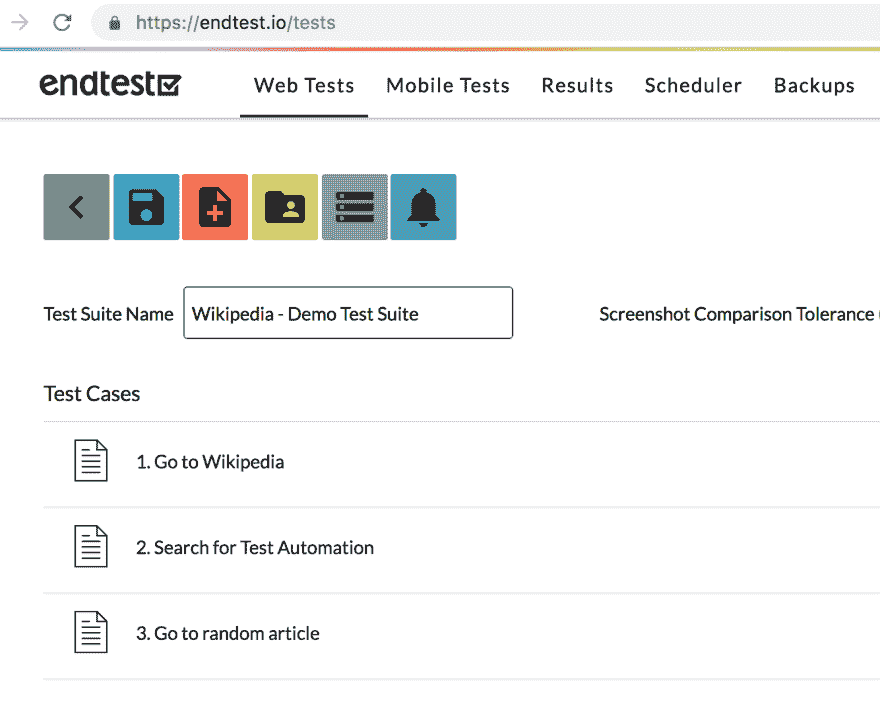 https://endtest.io/tests
endtest
Web Tests Mobile Tests Results Scheduler Backups
Test Suite Name Wikipedia - Demo Test Suite Screenshot Comparison Tolerance (
Test Cases
1. Go to Wikipedia
2. Search for Test Automation
3. Go to random article